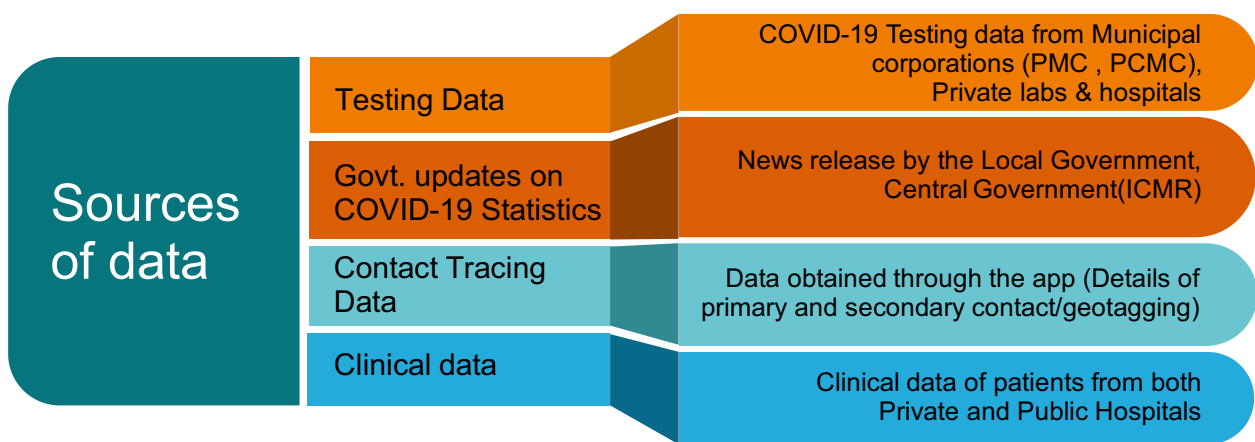 Sources
of data
Testing Data
COVID-19 Testing data from Municipal
corporations (PMC , PCMC),
Private labs & hospitals
Govt. updates on
COVID-19 Statistics
News release by the Local Government,
Central Government(ICMR)
Contact Tracing
Data
Data obtained through the app (Details of
primary and secondary contact/geotagging)
Clinical data
Clinical data of patients from both
Private and Public Hospitals